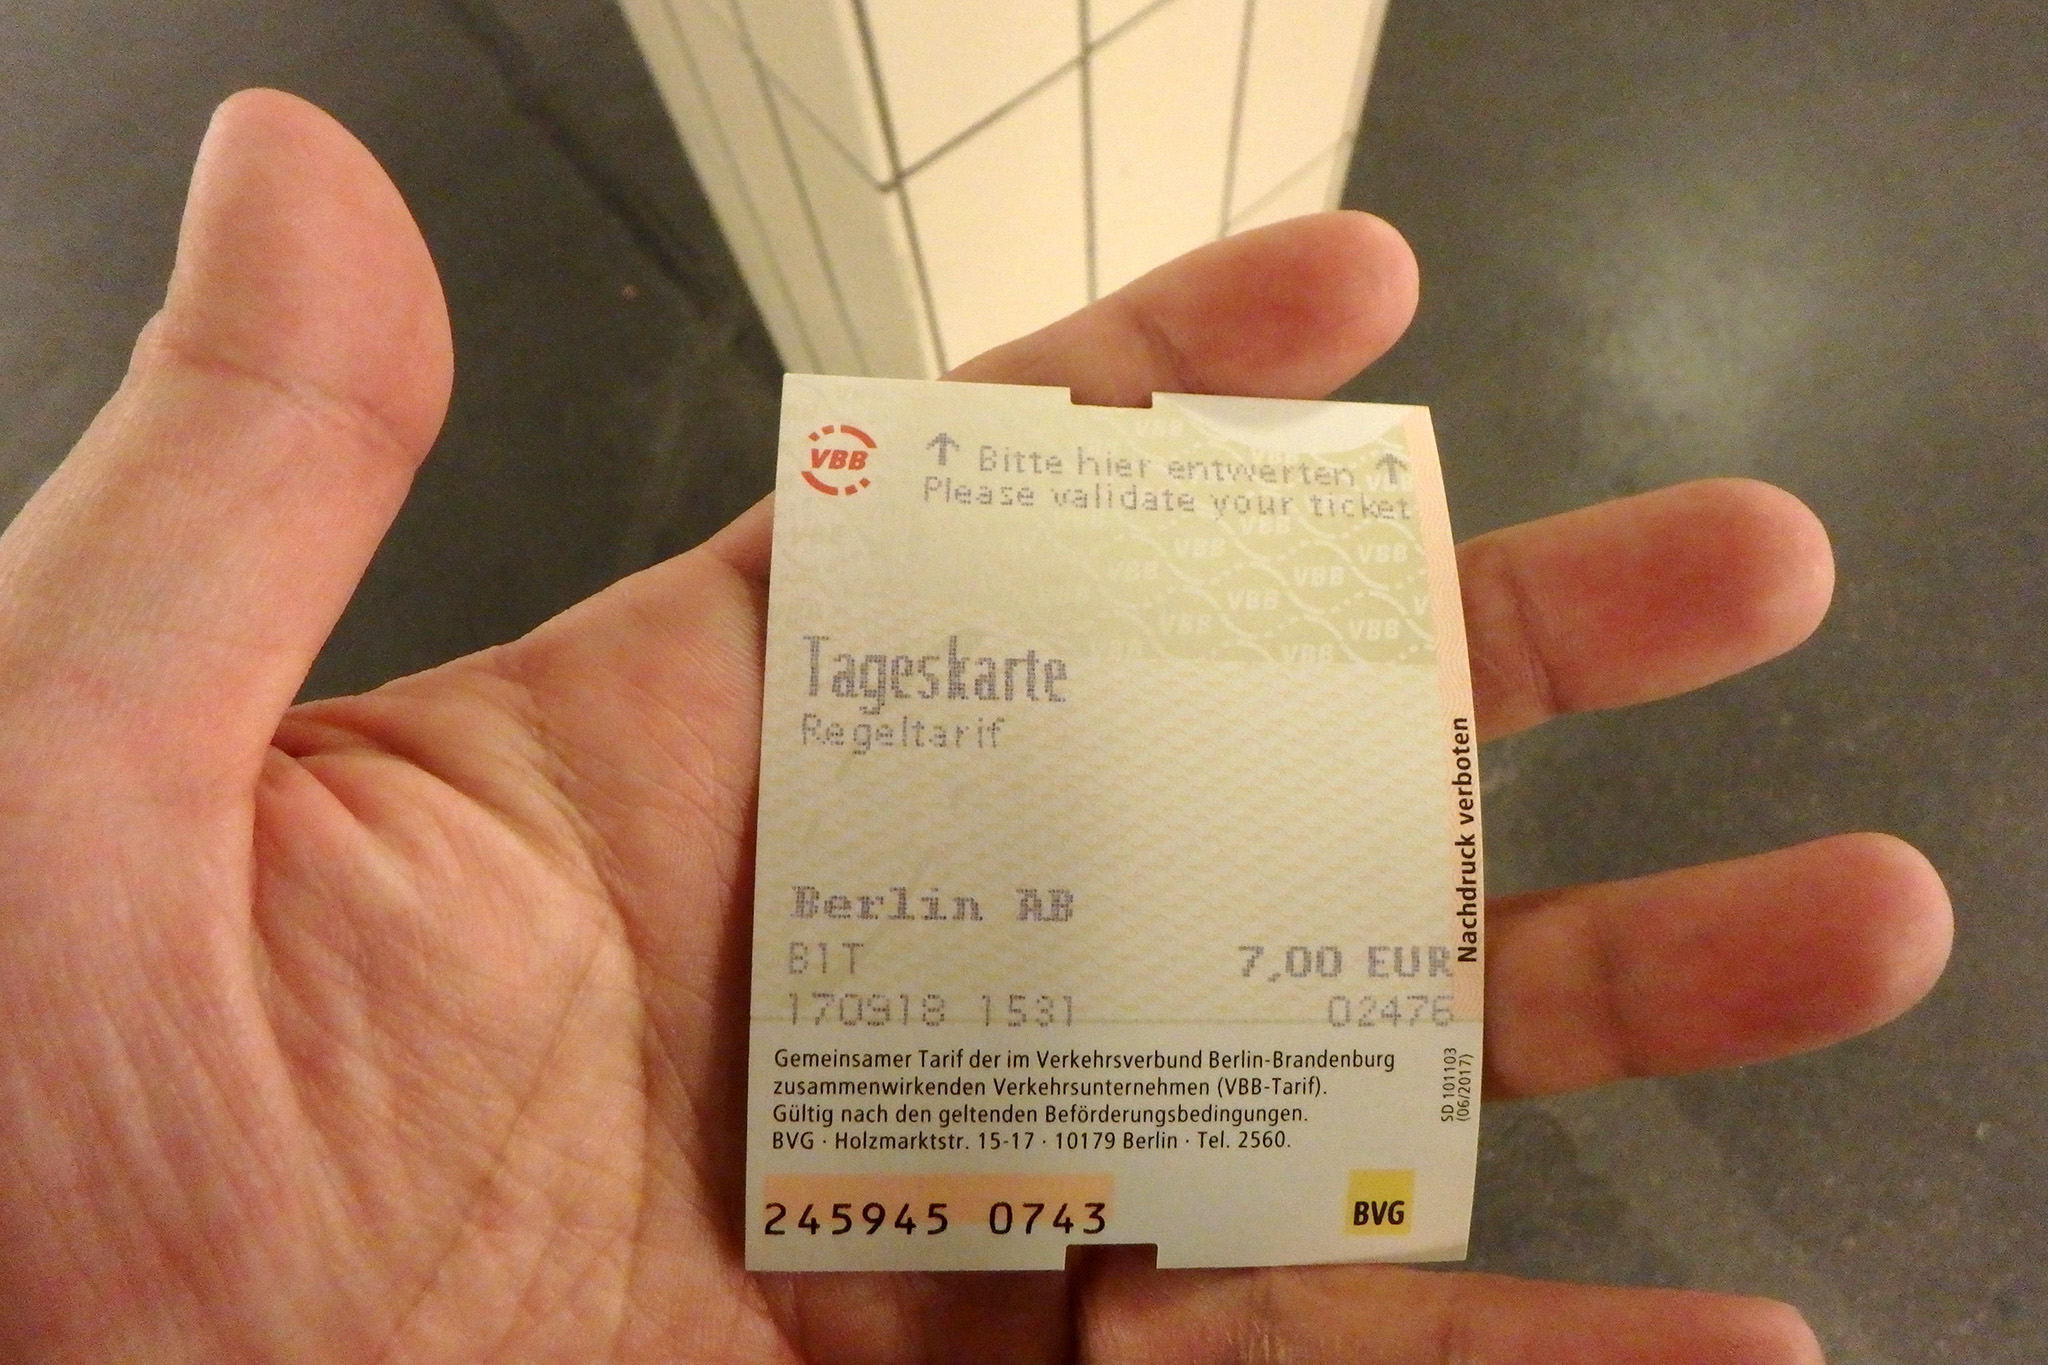 VBB
↑ Bitte hier entwerten ↑
Please validate your ticket
Tageskarte
Regeltarif
Nachdruck verboten
Berlin AB
B1T 7,00 EUR
170918 1531 02476
Gemeinsamer Tarif der im Verkehrsverbund Berlin-Brandenburg
zusammenwirkenden Verkehrsunternehmen (VBB-Tarif).
Gültig nach den geltenden Beförderungsbedingungen.
BVG · Holzmarktstr. 15-17 · 10179 Berlin · Tel. 2560.
SD 101103
(06/2017)
245945 0743
BVG